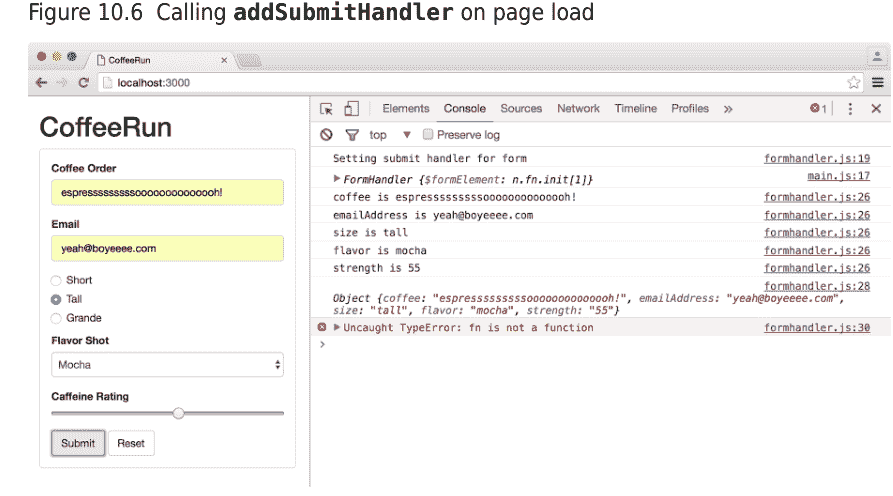 Figure 10.6 Calling addSubmitHandler on page load
CoffeeRun
localhost:3000
Elements Console Sources Network Timeline Profiles » 1
top Preserve log
CoffeeRun
Coffee Order
espresssssssssooooooooooooooh!
Email
yeah@boyeeee.com
Short
Tall
Grande
Flavor Shot
Mocha
Caffeine Rating
Submit Reset
Setting submit handler for form formhandler.js:19
FormHandler {$formElement: n.fn.init[1]} main.js:17
coffee is espresssssssssooooooooooooooh! formhandler.js:26
emailAddress is yeah@boyeeee.com formhandler.js:26
size is tall formhandler.js:26
flavor is mocha formhandler.js:26
strength is 55 formhandler.js:26
formhandler.js:28
Object {coffee: "espresssssssssooooooooooooooh!", emailAddress: "yeah@boyeeee.com",
size: "tall", flavor: "mocha", strength: "55"}
Uncaught TypeError: fn is not a function formhandler.js:30